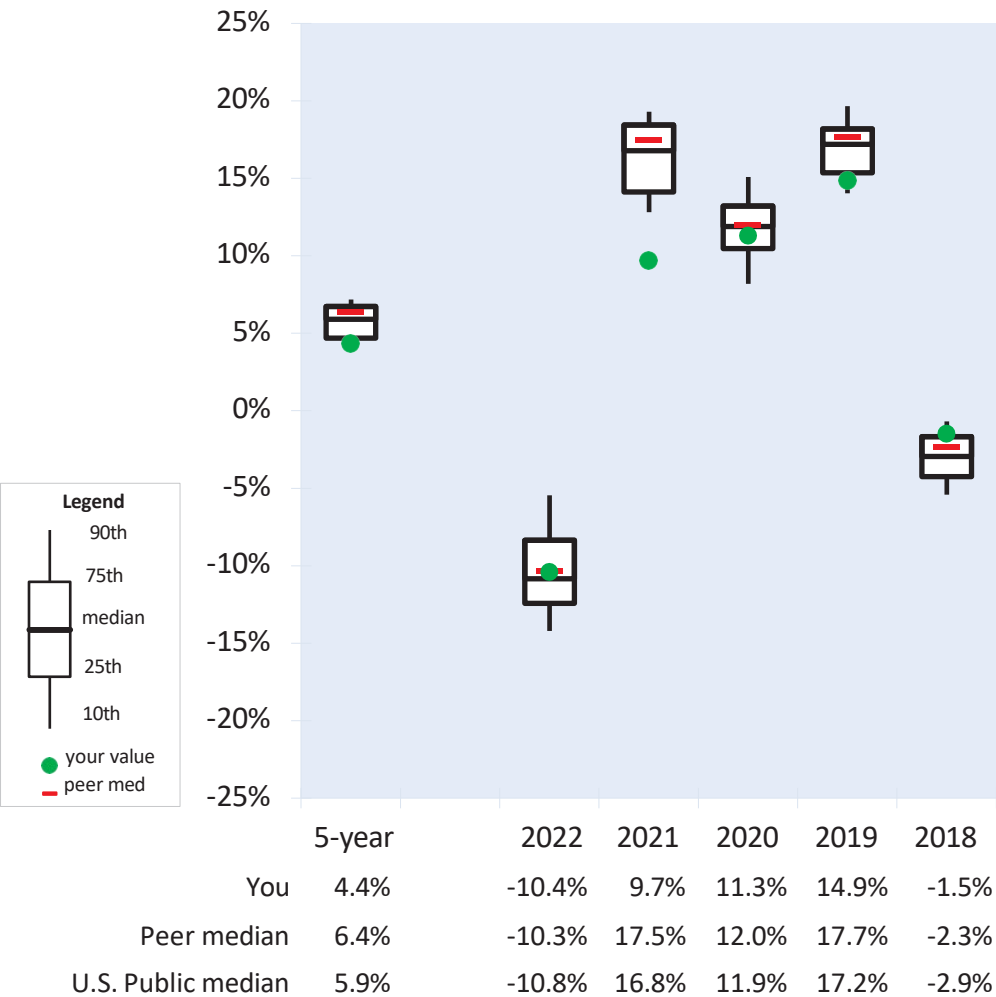 25%
20%
15%
10%
5%
0%
-5%
-10%
-15%
-20%
-25%
Legend
90th
75th
median
25th
10th
your value
peer med
5-year 2022 2021 2020 2019 2018
You 4.4% -10.4% 9.7% 11.3% 14.9% -1.5%
Peer median 6.4% -10.3% 17.5% 12.0% 17.7% -2.3%
U.S. Public median 5.9% -10.8% 16.8% 11.9% 17.2% -2.9%